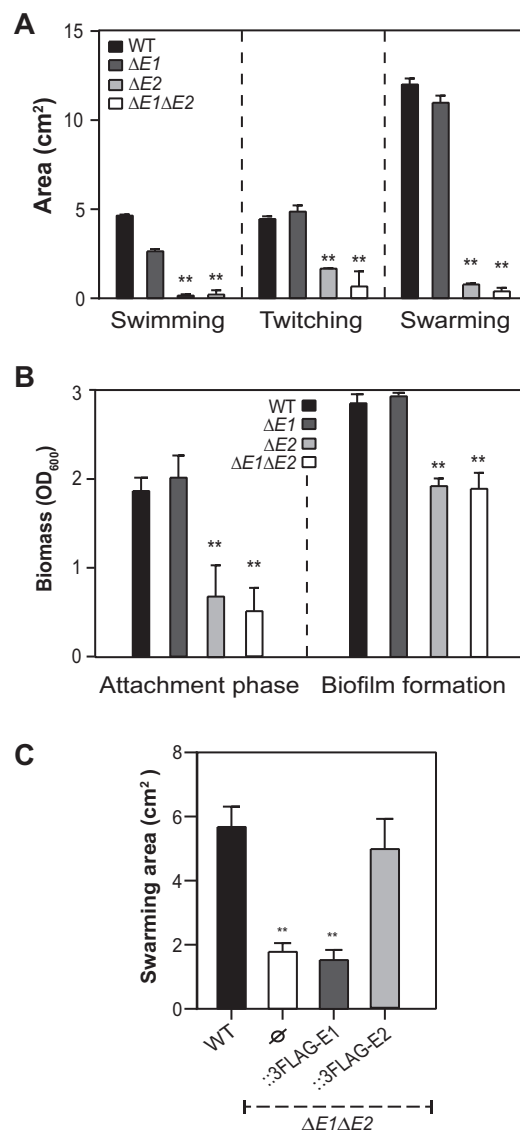 A
15
10
5
0
Area (cm²)
WT
ΔE1
ΔE2
ΔE1ΔE2
** **
** **
** **
Swimming Twitching Swarming
B
3
2
1
0
Biomass (OD₆₀₀)
WT
ΔE1
ΔE2
ΔE1ΔE2
** **
** **
Attachment phase Biofilm formation
C
8
6
4
2
0
Swarming area (cm²)
** **
WT
ϕ
::3FLAG-E1
::3FLAG-E2
ΔE1ΔE2